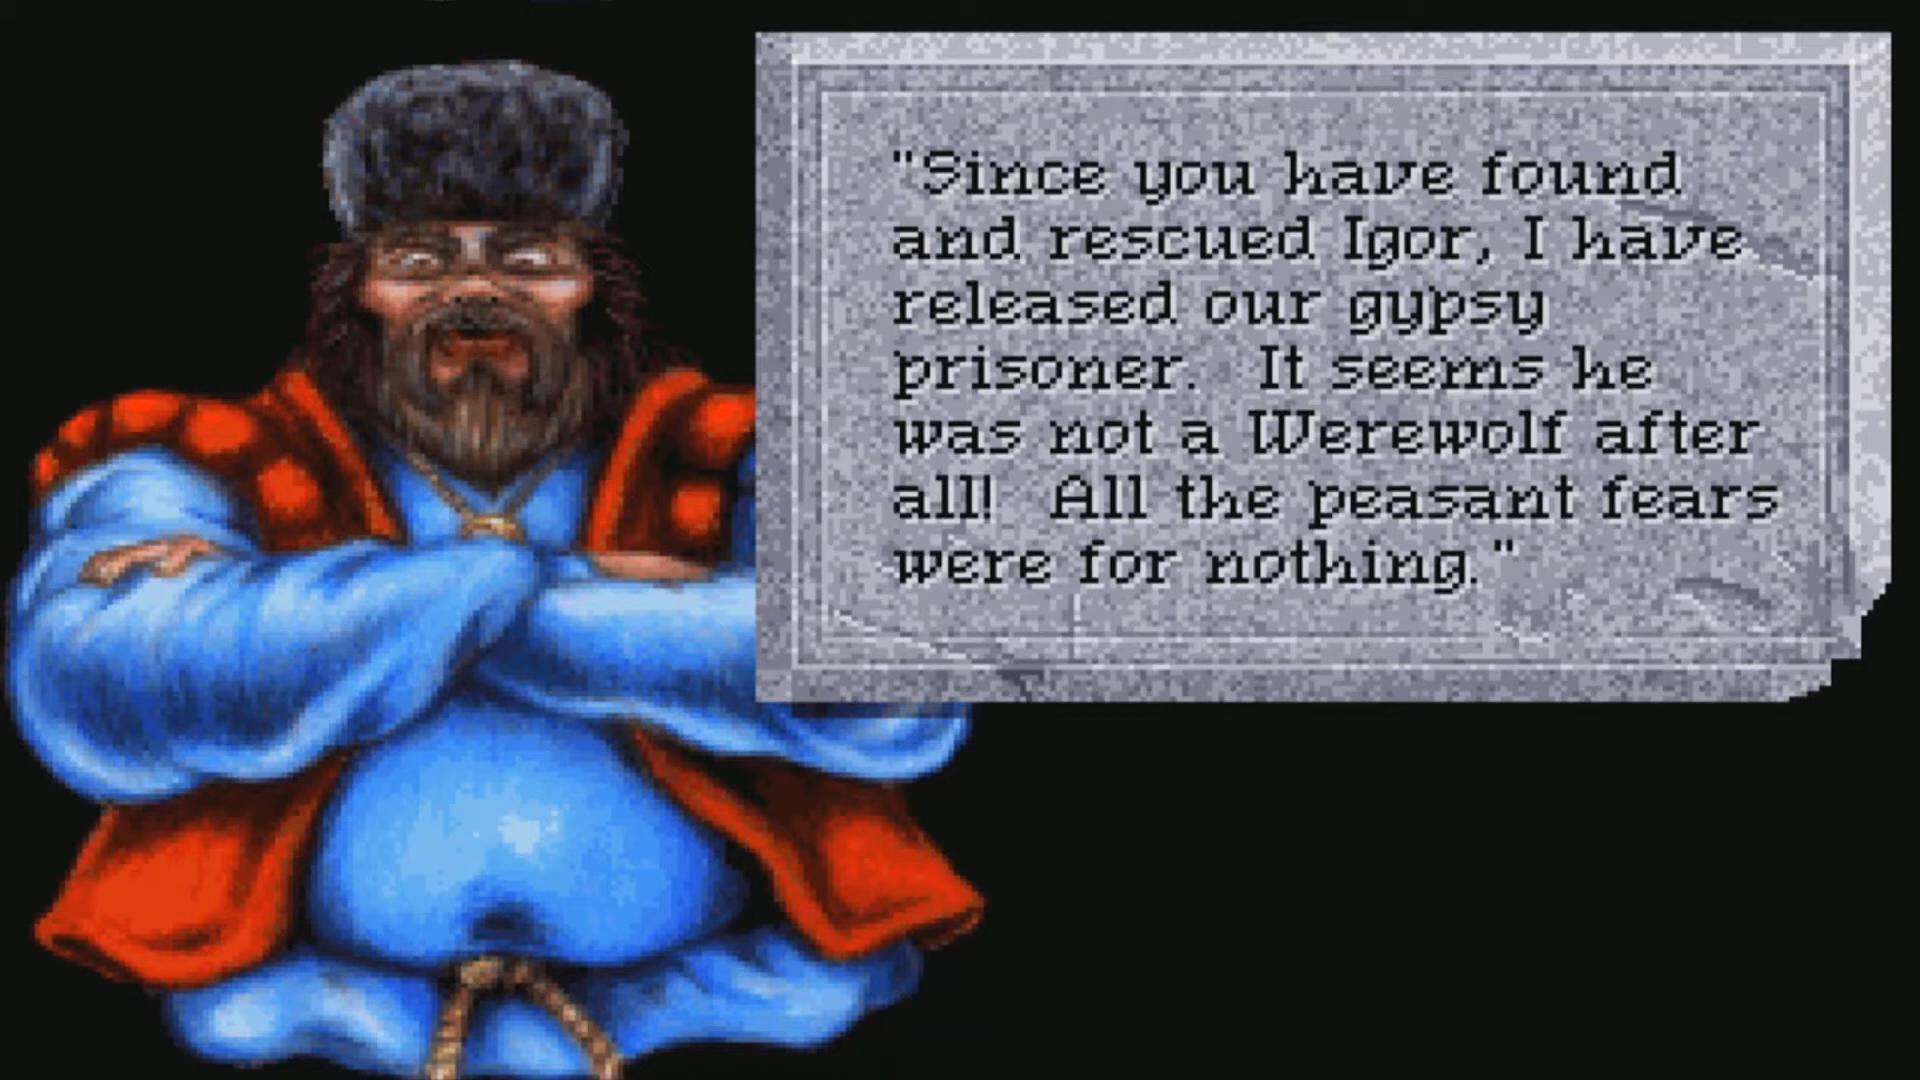 "Since you have found
and rescued Igor, I have
released our gypsy
prisoner.  It seems he
was not a Werewolf after
all!  All the peasant fears
were for nothing."